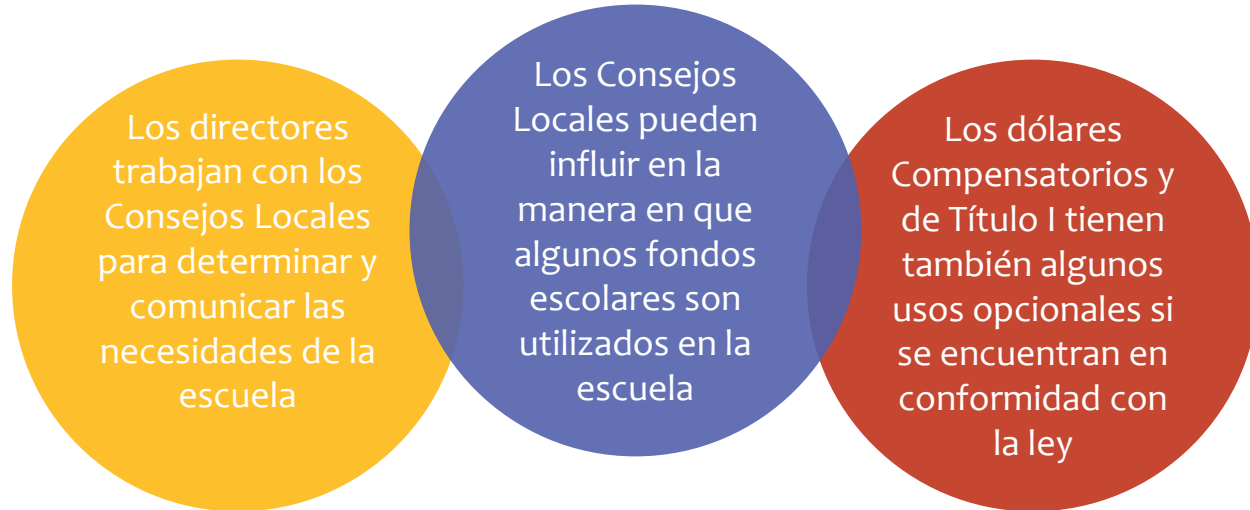 Los directores
trabajan con los
Consejos Locales
para determinar y
comunicar las
necesidades de la
escuela
Los Consejos
Locales pueden
influir en la
manera en que
algunos fondos
escolares son
utilizados en la
escuela
Los dólares
Compensatorios y
de Título I tienen
también algunos
usos opcionales si
se encuentran en
conformidad con
la ley